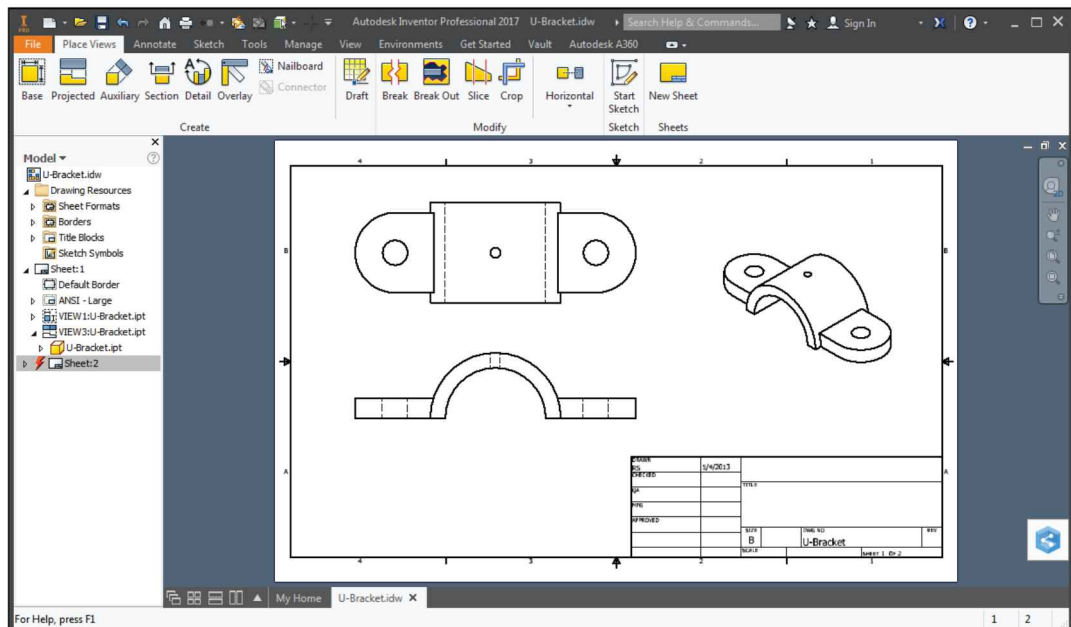 PRO
Autodesk Inventor Professional 2017 U-Bracket.idw
Search Help & Commands...
Sign In
File Place Views Annotate Sketch Tools Manage View Environments Get Started Vault Autodesk A360
Base Projected Auxiliary Section Detail Overlay
Nailboard
Connector
Draft Break Break Out Slice Crop Horizontal Start Sketch New Sheet
Create Modify Sketch Sheets
Model
U-Bracket.idw
Drawing Resources
Sheet Formats
Borders
Title Blocks
Sketch Symbols
Sheet:1
Default Border
ANSI - Large
VIEW1:U-Bracket.ipt
VIEW3:U-Bracket.ipt
U-Bracket.ipt
Sheet:2
4 3 2 1
B B
2D
A A
DRAWN
RS 1/4/2013
CHECKED
QA
MFG
APPROVED
TITLE
SIZE
B
DWG NO
U-Bracket
REV
SCALE
SHEET 1 OF 2
4 3 2 1
My Home U-Bracket.idw
For Help, press F1 1 2